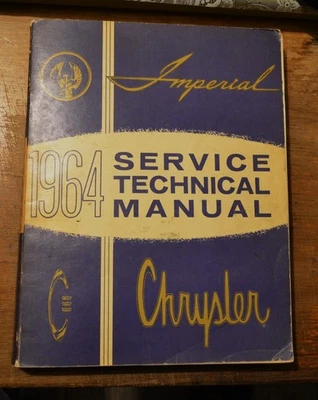 Imperial
1964
SERVICE
TECHNICAL
MANUAL
C
Chrysler